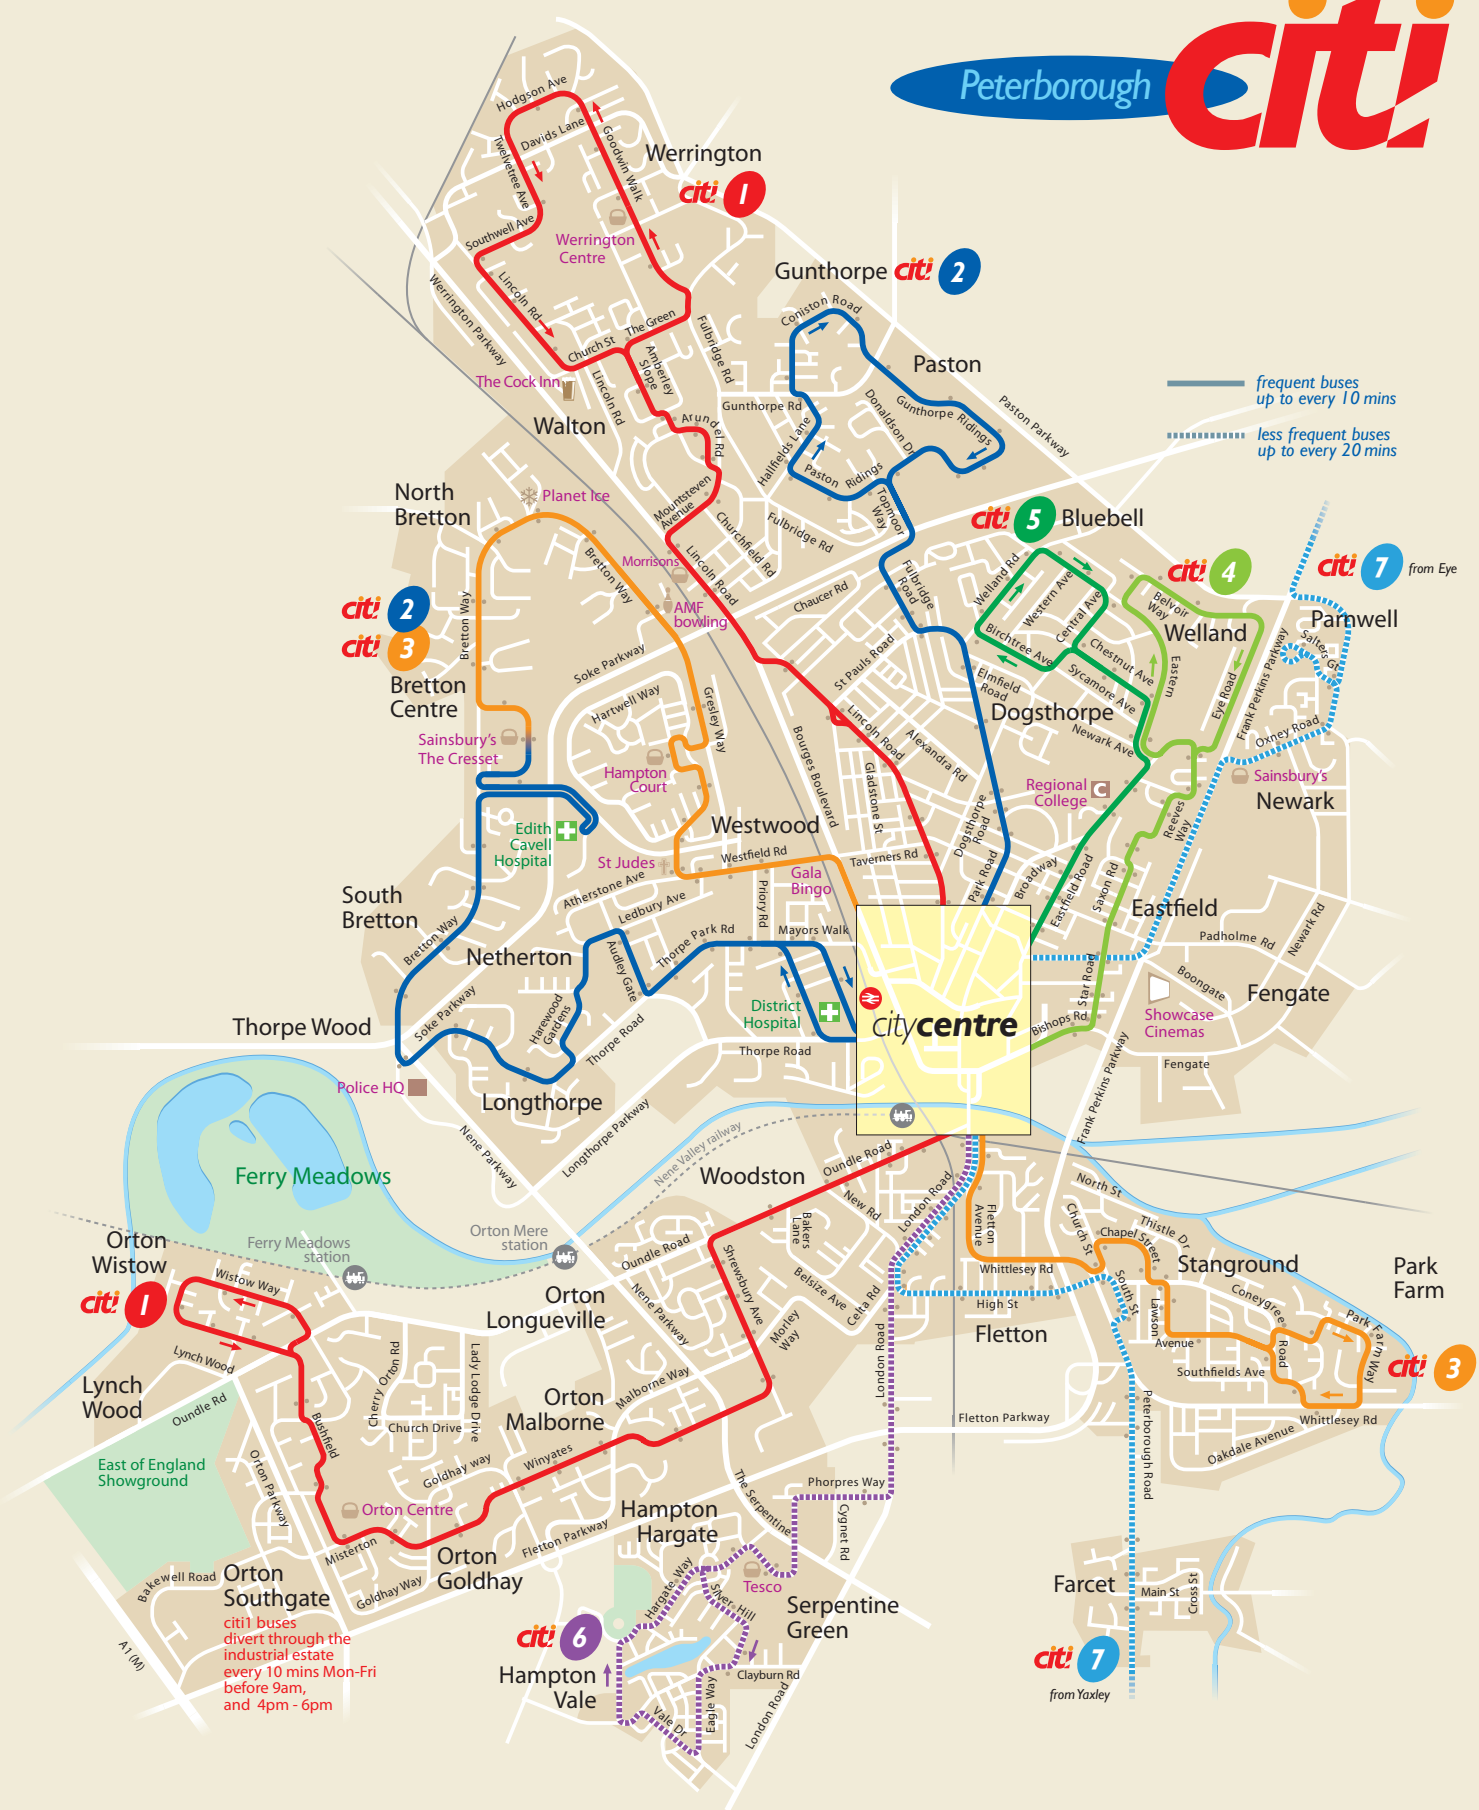 Peterborough
citi
Hodgson Ave
Davids Lane
Twelvetree Ave
Goodwin Walk
Werrington
citi 1
Southwell Ave
Werrington
Centre
Lincoln Rd
Werrington Parkway
Church St
The Green
Amberley
Slope
Fulbridge Rd
The Cock Inn
Lincoln Rd
Walton
Arundel Rd
Gunthorpe citi 2
Coniston Road
Paston
Gunthorpe Rd
Donaldson Dr
Gunthorpe Ridings
Paston Parkway
Hallfields Lane
Paston Ridings
Topmoor
Way
frequent buses
up to every 10 mins
less frequent buses
up to every 20 mins
North
Bretton
Planet Ice
Mountsteven
Avenue
Churchfield Rd
Fulbridge Rd
Bretton Way
Morrisons
Lincoln Road
AMF
bowling
Chaucer Rd
Fulbridge
Road
citi 5 Bluebell
Welland Rd
Western Ave
Central Ave
Birchtree Ave
Chestnut Ave
Sycamore Ave
Elmfield
Road
Dogsthorpe
Newark Ave
citi 4
Belvoir
Way
Welland
Eastern
Eye Road
Frank Perkins Parkway
citi 7 from Eye
Parnwell
Salters Gt
Oxney Road
Sainsbury's
Newark
citi 2
citi 3
Bretton
Centre
Bretton Way
Sainsbury's
The Cresset
Soke Parkway
Hartwell Way
Gresley Way
Hampton
Court
St Pauls Road
Lincoln Road
Alexandra Rd
Bourges Boulevard
Gladstone St
Regional
College
C
Dogsthorpe
Road
Park Road
Broadway
Eastfield Road
Saxon Rd
Reeves
Way
Edith
Cavell
Hospital
Westwood
St Judes
Westfield Rd
Taverners Rd
Gala
Bingo
Atherstone Ave
Ledbury Ave
Priory Rd
Mayors Walk
South
Bretton
Bretton Way
Netherton
Audley Gate
Thorpe Park Rd
Harewood
Gardens
Soke Parkway
Thorpe Road
District
Hospital
Thorpe Road
citycentre
Eastfield
Padholme Rd
Newark Rd
Boongate
Fengate
Star Road
Bishops Rd
Showcase
Cinemas
Fengate
Frank Perkins Parkway
Thorpe Wood
Police HQ
Longthorpe
Nene Parkway
Longthorpe Parkway
Nene Valley railway
Ferry Meadows
Woodston
Oundle Road
New Rd
London Road
North St
Orton
Wistow
citi 1
Wistow Way
Ferry Meadows
station
Orton Mere
station
Oundle Road
Bakers
Lane
Fletton
Avenue
Church St
Chapel Street
Thistle Dr
Stanground
Park
Farm
Whittlesey Rd
High St
Fletton
South St
Lawson
Avenue
Coneygree
Road
Park Farm Way
Southfields Ave
citi 3
Whittlesey Rd
Oakdale Avenue
Orton
Longueville
Nene Parkway
Shrewsbury Ave
Belsize Ave
Celta Rd
Morley
Way
London Road
Lynch Wood
Lynch
Wood
Oundle Rd
Cherry Orton Rd
Lady Lodge Drive
Church Drive
Orton
Malborne
Malborne Way
Bushfield
Goldhay way
Winyates
Fletton Parkway
Peterborough Road
East of England
Showground
Orton Parkway
Orton Centre
Misterton
Orton
Goldhay
Fletton Parkway
The Serpentine
Phorpres Way
Cygnet Rd
Hampton
Hargate
Bakewell Road
Orton
Southgate
Goldhay Way
citi1 buses
divert through the
industrial estate
every 10 mins Mon-Fri
before 9am,
and 4pm - 6pm
A1 (M)
Hargate Way
Silver Hill
Tesco
Serpentine
Green
citi 6
Hampton
Vale
Vale Dr
Eagle Way
Clayburn Rd
London Road
Farcet
Main St
Cross St
citi 7
from Yaxley